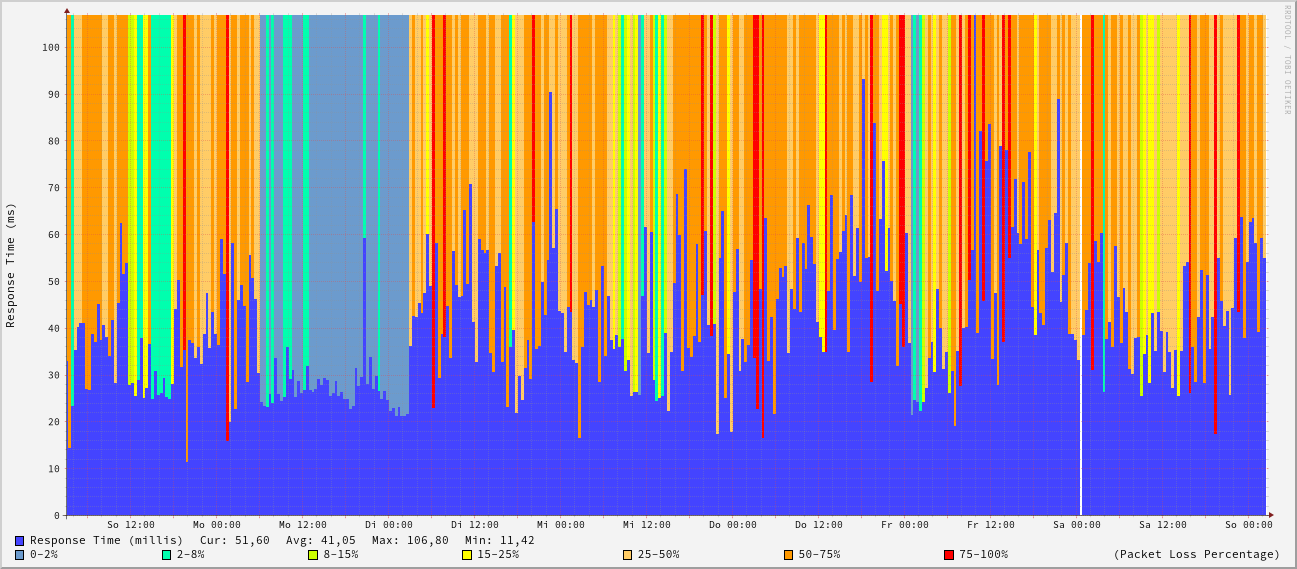 RRDTOOL / TOBI OETIKER
Response Time (ms)
100
90
80
70
60
50
40
30
20
10
0
So 12:00 Mo 00:00 Mo 12:00 Di 00:00 Di 12:00 Mi 00:00 Mi 12:00 Do 00:00 Do 12:00 Fr 00:00 Fr 12:00 Sa 00:00 Sa 12:00 So 00:00
Response Time (millis) Cur: 51,60 Avg: 41,05 Max: 106,80 Min: 11,42
0-2% 2-8% 8-15% 15-25% 25-50% 50-75% 75-100% (Packet Loss Percentage)